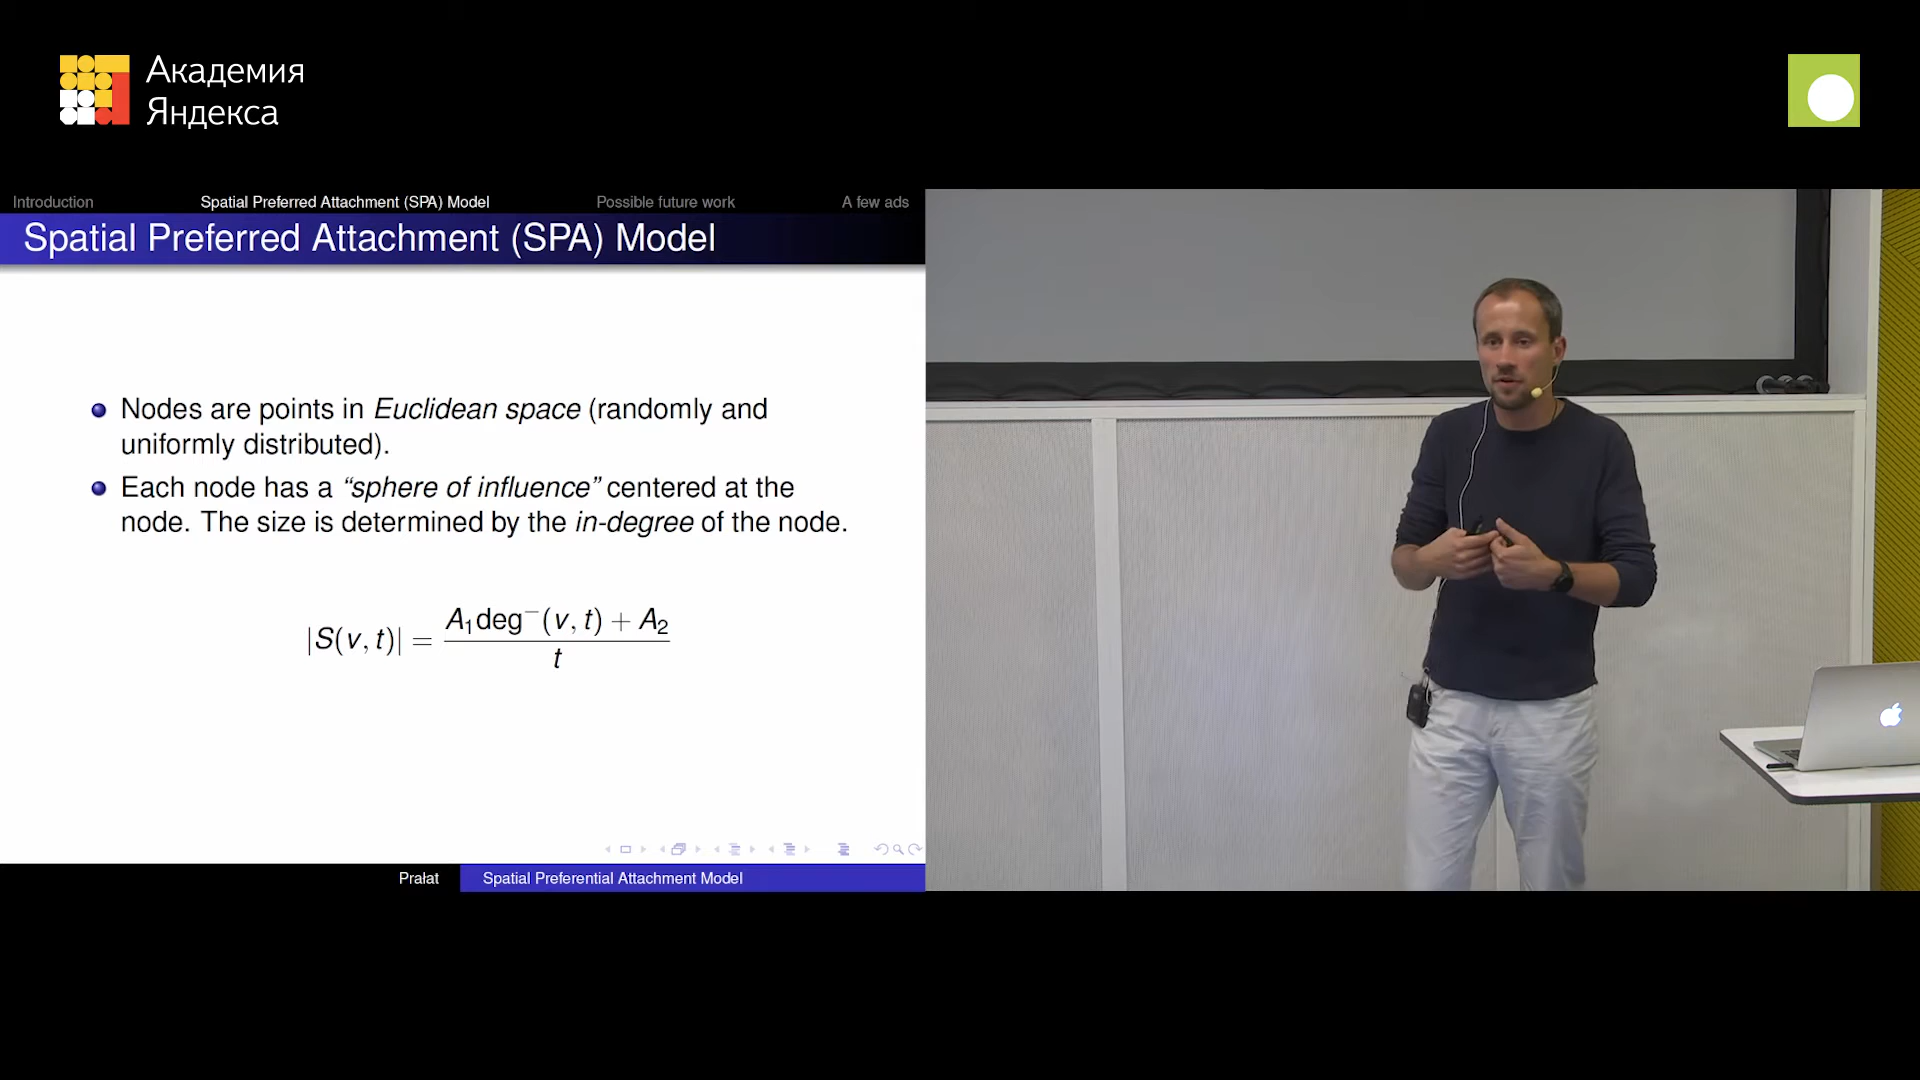 Академия
Яндекса
Introduction Spatial Preferred Attachment (SPA) Model Possible future work A few ads
Spatial Preferred Attachment (SPA) Model
Nodes are points in Euclidean space (randomly and
uniformly distributed).
Each node has a “sphere of influence” centered at the
node. The size is determined by the in-degree of the node.
|S(v, t)| = \frac{A₁deg⁻(v, t) + A₂}{t}
Prałat Spatial Preferential Attachment Model